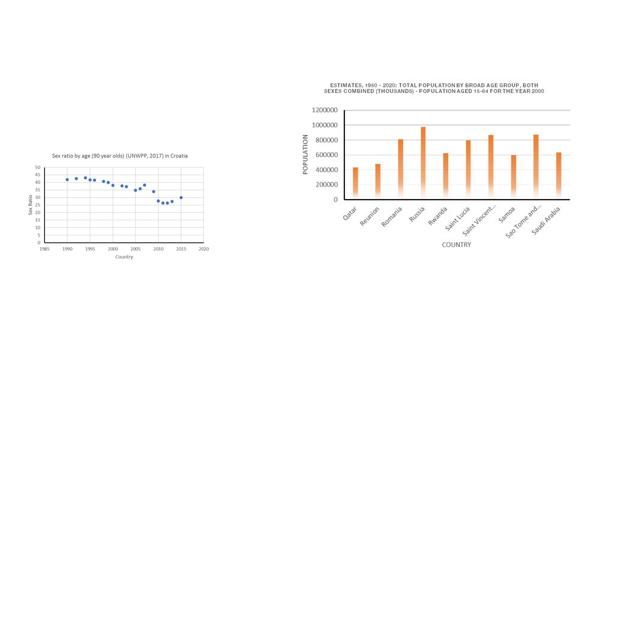 Sex ratio by age (90 year olds) (UNWPP, 2017) in Croatia
50
45
40
35
30
25
20
15
10
5
0
Sex Ratio
1985 1990 1995 2000 2005 2010 2015 2020
Country
ESTIMATES, 1950 - 2020: TOTAL POPULATION BY BROAD AGE GROUP, BOTH
SEXES COMBINED (THOUSANDS) - POPULATION AGED 15-64 FOR THE YEAR 2000
1200000
1000000
800000
600000
400000
200000
0
POPULATION
Qatar
Reunion
Romania
Russia
Rwanda
Saint Lucia
Saint Vincent...
Samoa
Sao Tome and...
Saudi Arabia
COUNTRY